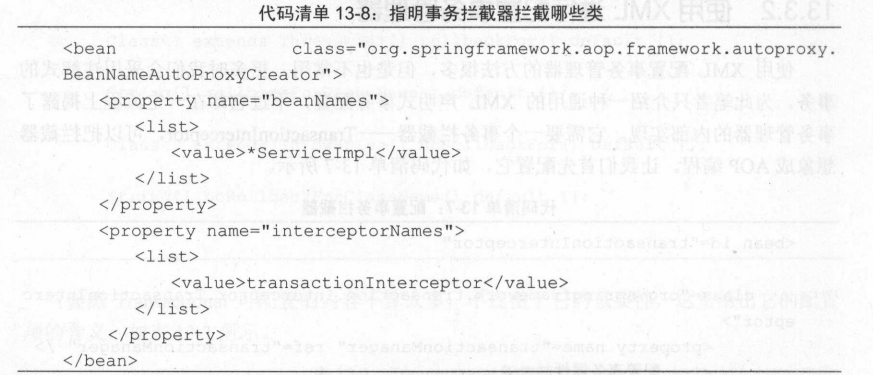 代码清单 13-8：指明事务拦截器拦截哪些类
<bean class="org.springframework.aop.framework.autoproxy.
BeanNameAutoProxyCreator">
<property name="beanNames">
<list>
<value>*ServiceImpl</value>
</list>
</property>
<property name="interceptorNames">
<list>
<value>transactionInterceptor</value>
</list>
</property>
</bean>